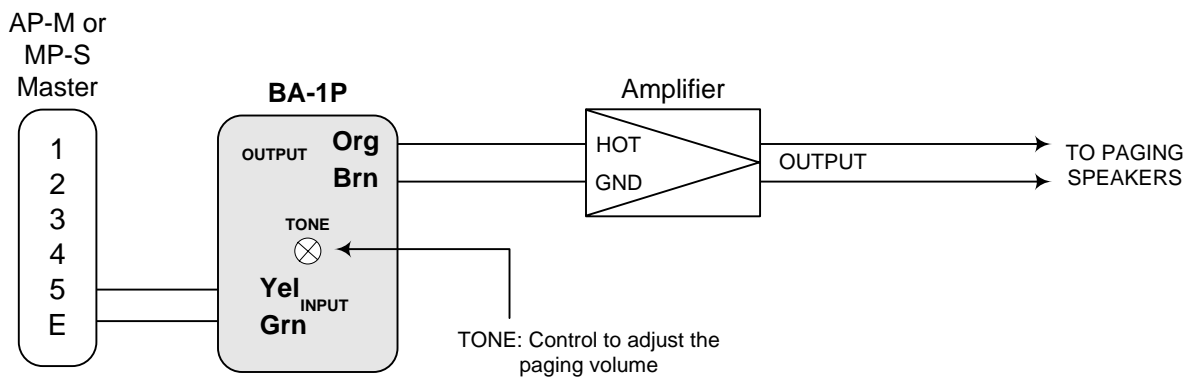 AP-M or
MP-S
Master
1
2
3
4
5
E
BA-1P
OUTPUT
Org
Brn
TONE
Yel
INPUT
Grn
Amplifier
HOT
GND
OUTPUT
TO PAGING
SPEAKERS
TONE: Control to adjust the
paging volume